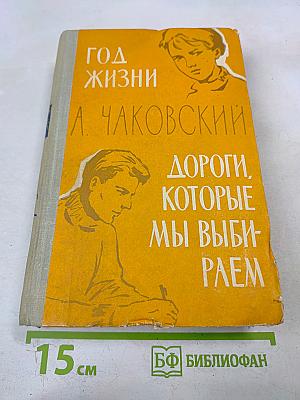 ГОД
ЖИЗНИ
А. ЧАКОВСКИЙ
ДОРОГИ,
КОТОРЫЕ
МЫ ВЫБИ-
РАЕМ
15 см
БФ БИБЛИОФАН